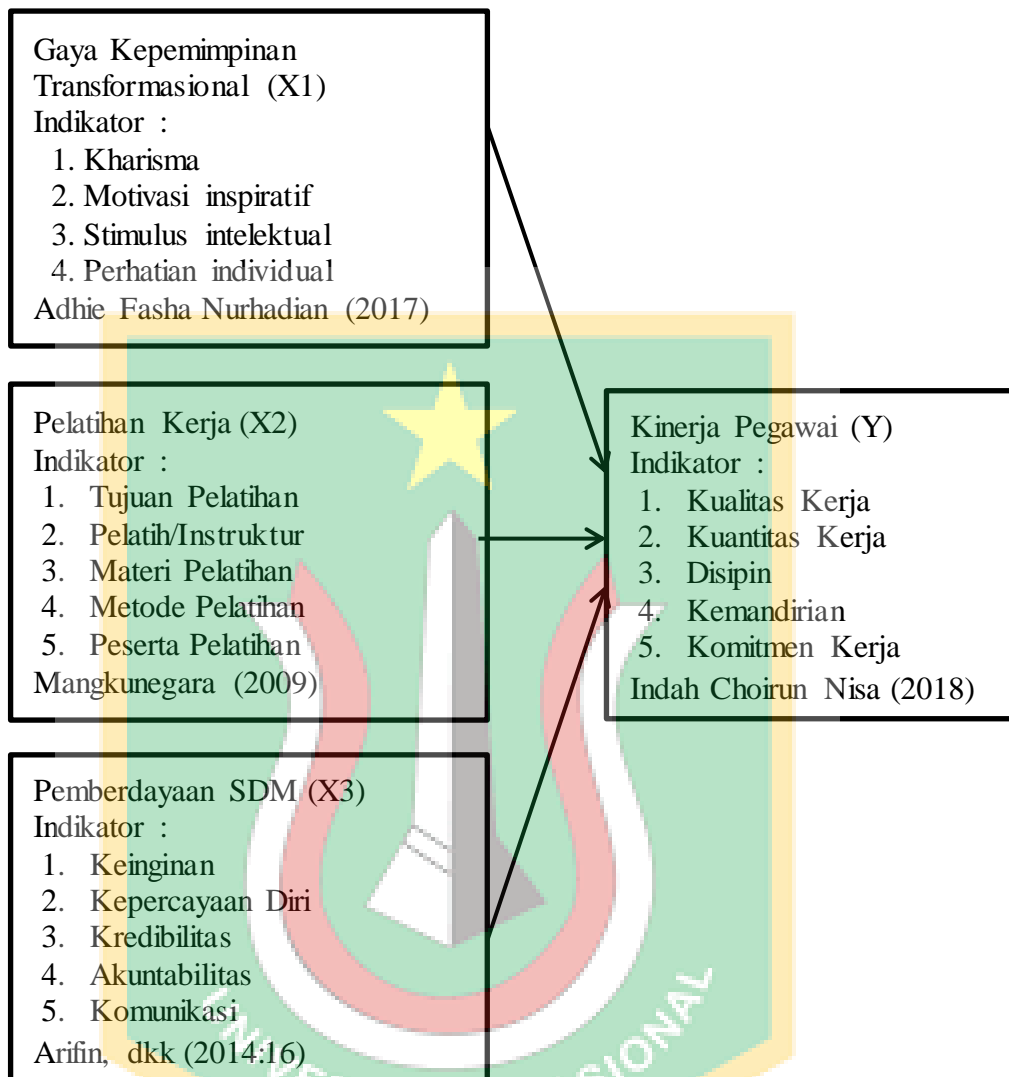 Gaya Kepemimpinan
Transformasional (X1)
Indikator :
1. Kharisma
2. Motivasi inspiratif
3. Stimulus intelektual
4. Perhatian individual
Adhie Fasha Nurhadian (2017)
Pelatihan Kerja (X2)
Indikator :
1. Tujuan Pelatihan
2. Pelatih/Instruktur
3. Materi Pelatihan
4. Metode Pelatihan
5. Peserta Pelatihan
Mangkunegara (2009)
Pemberdayaan SDM (X3)
Indikator :
1. Keinginan
2. Kepercayaan Diri
3. Kredibilitas
4. Akuntabilitas
5. Komunikasi
Arifin, dkk (2014:16)
Kinerja Pegawai (Y)
Indikator :
1. Kualitas Kerja
2. Kuantitas Kerja
3. Disipin
4. Kemandirian
5. Komitmen Kerja
Indah Choirun Nisa (2018)